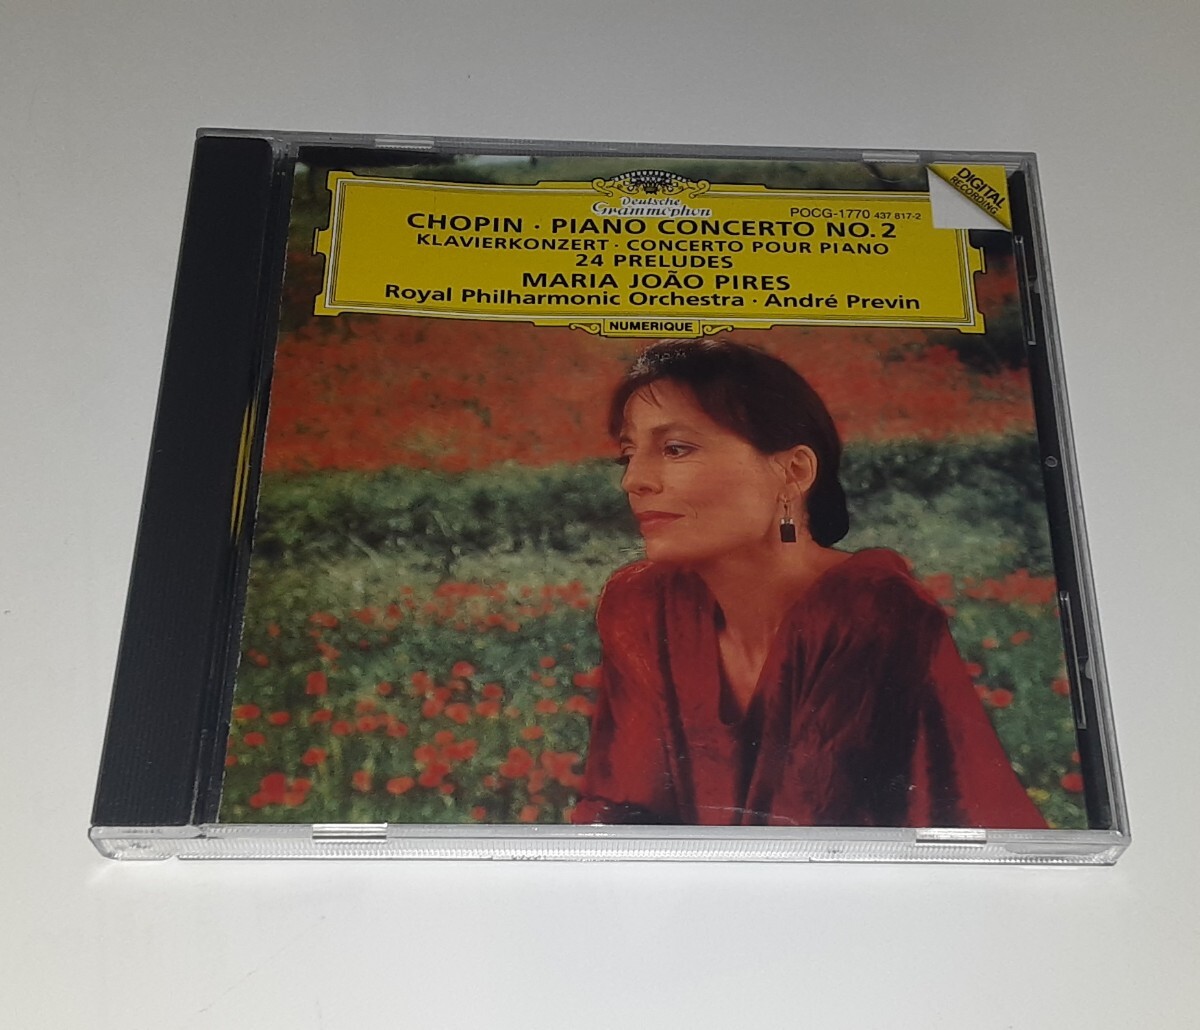 Deutsche
Grammophon
POCG-1770 437 817-2
DIGITAL
RECORDING
CHOPIN · PIANO CONCERTO NO. 2
KLAVIERKONZERT · CONCERTO POUR PIANO
24 PRELUDES
MARIA JOÃO PIRES
Royal Philharmonic Orchestra · André Previn
NUMERIQUE